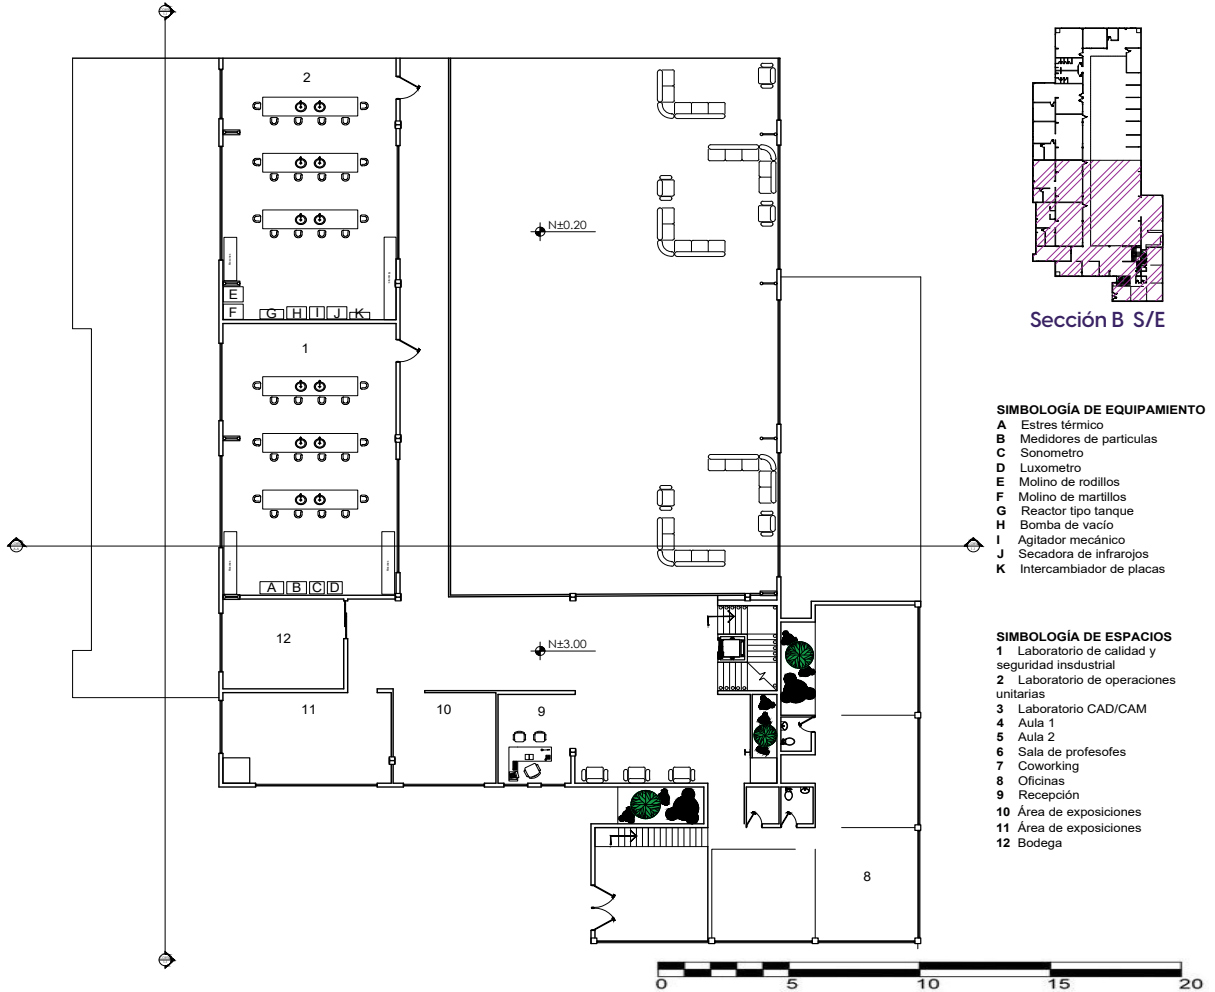 2
N±0.20
E
F
G H I J K
1
A B C D
12
N±3.00
11
10
9
8
Sección B S/E
SIMBOLOGÍA DE EQUIPAMIENTO
A Estres térmico
B Medidores de particulas
C Sonometro
D Luxometro
E Molino de rodillos
F Molino de martillos
G Reactor tipo tanque
H Bomba de vacío
I Agitador mecánico
J Secadora de infrarojos
K Intercambiador de placas
SIMBOLOGÍA DE ESPACIOS
1 Laboratorio de calidad y
seguridad insdustrial
2 Laboratorio de operaciones
unitarias
3 Laboratorio CAD/CAM
4 Aula 1
5 Aula 2
6 Sala de profesofes
7 Coworking
8 Oficinas
9 Recepción
10 Área de exposiciones
11 Área de exposiciones
12 Bodega
0 5 10 15 20